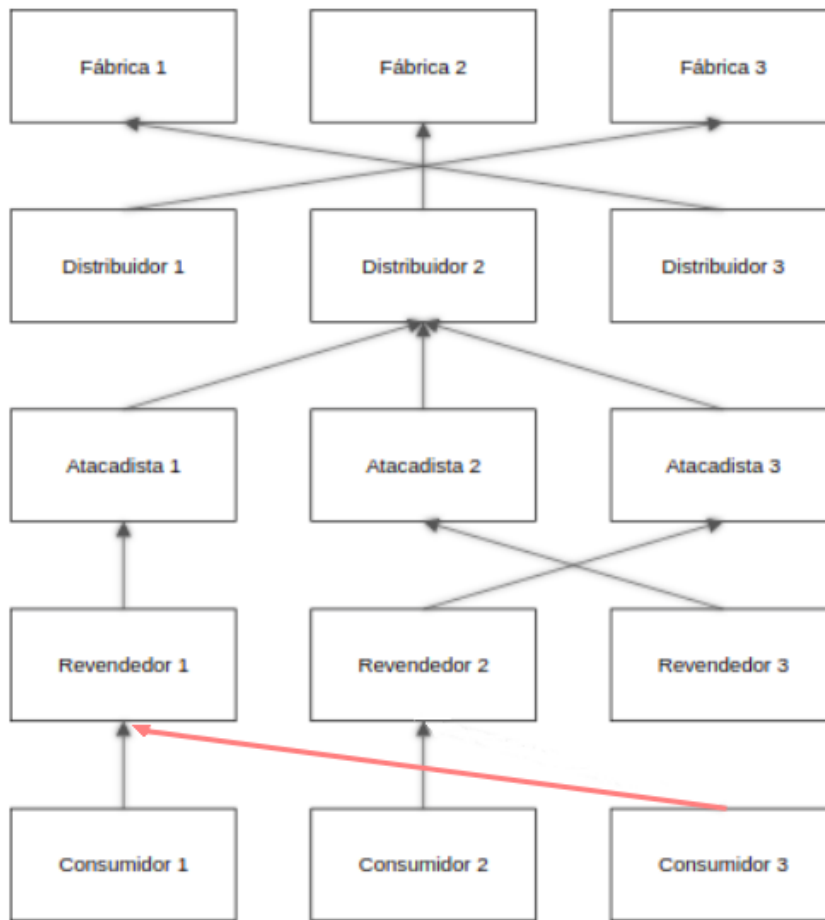 Fábrica 1
Fábrica 2
Fábrica 3
Distribuidor 1
Distribuidor 2
Distribuidor 3
Atacadista 1
Atacadista 2
Atacadista 3
Revendedor 1
Revendedor 2
Revendedor 3
Consumidor 1
Consumidor 2
Consumidor 3